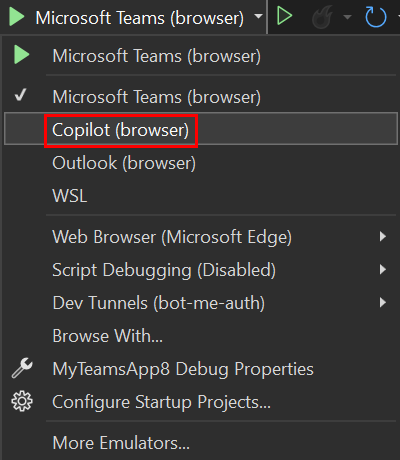 Microsoft Teams (browser)
Microsoft Teams (browser)
Microsoft Teams (browser)
Copilot (browser)
Outlook (browser)
WSL
Web Browser (Microsoft Edge)
Script Debugging (Disabled)
Dev Tunnels (bot-me-auth)
Browse With...
MyTeamsApp8 Debug Properties
Configure Startup Projects...
More Emulators...